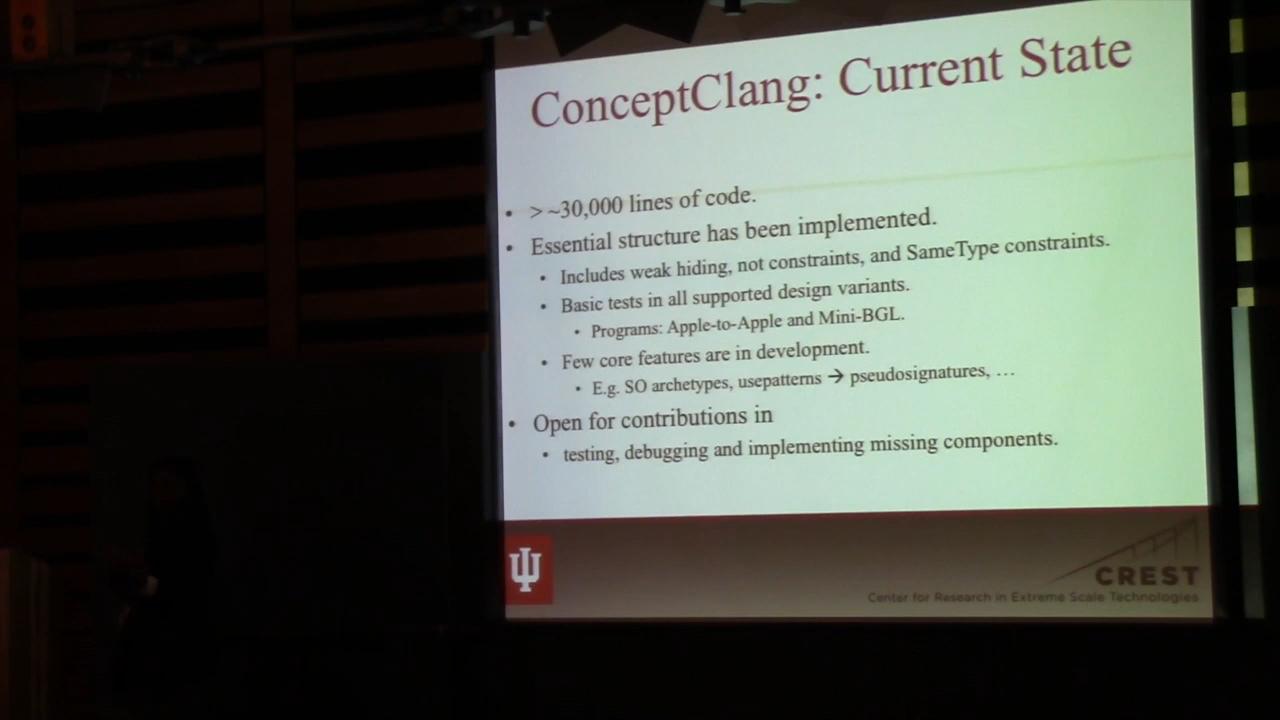 ConceptClang: Current State
• > ~30,000 lines of code.
• Essential structure has been implemented.
• Includes weak hiding, not constraints, and SameType constraints.
• Basic tests in all supported design variants.
• Programs: Apple-to-Apple and Mini-BGL.
• Few core features are in development.
• E.g. SO archetypes, usepatterns → pseudosignatures, …
• Open for contributions in
• testing, debugging and implementing missing components.
CREST
Center for Research in Extreme Scale Technologies